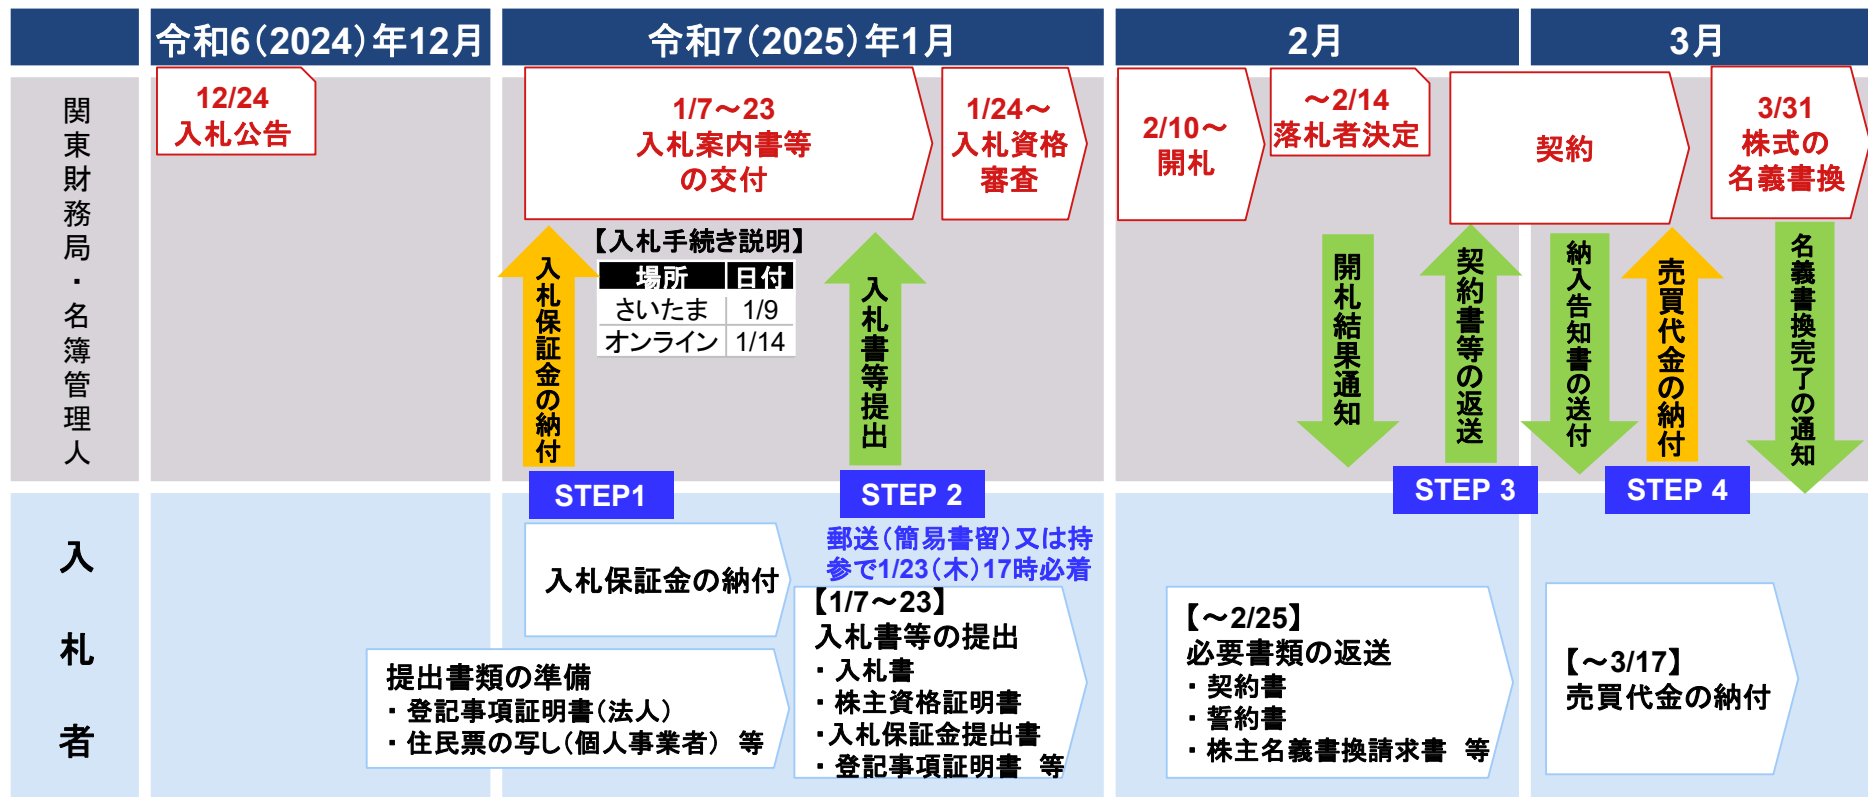 令和6（2024）年12月
令和7（2025）年1月
2月
3月
関東財務局・名簿管理人
12/24
入札公告
1/7～23
入札案内書等
の交付
1/24～
入札資格
審査
2/10～
開札
～2/14
落札者決定
契約
3/31
株式の
名義書換
入札保証金の納付
【入札手続き説明】
場所 日付
さいたま 1/9
オンライン 1/14
入札書等提出
開札結果通知
契約書等の返送
納入告知書の送付
売買代金の納付
名義書換完了の通知
STEP1
STEP 2
STEP 3
STEP 4
入札者
郵送（簡易書留）又は持
参で1/23（木）17時必着
入札保証金の納付
提出書類の準備
・登記事項証明書（法人）
・住民票の写し（個人事業者） 等
【1/7～23】
入札書等の提出
・入札書
・株主資格証明書
・入札保証金提出書
・登記事項証明書 等
【～2/25】
必要書類の返送
・契約書
・誓約書
・株主名義書換請求書 等
【～3/17】
売買代金の納付